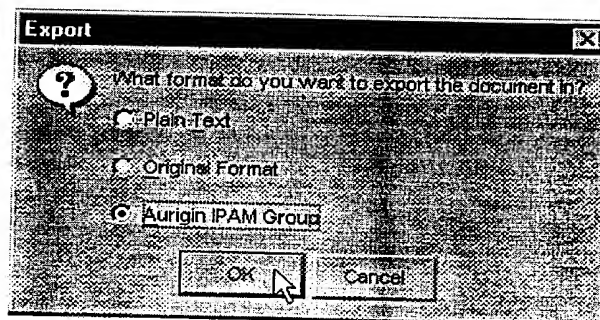 Export
What format do you want to export the document in?
Plain Text
Original Format
Aurigin IPAM Group
OK
Cancel